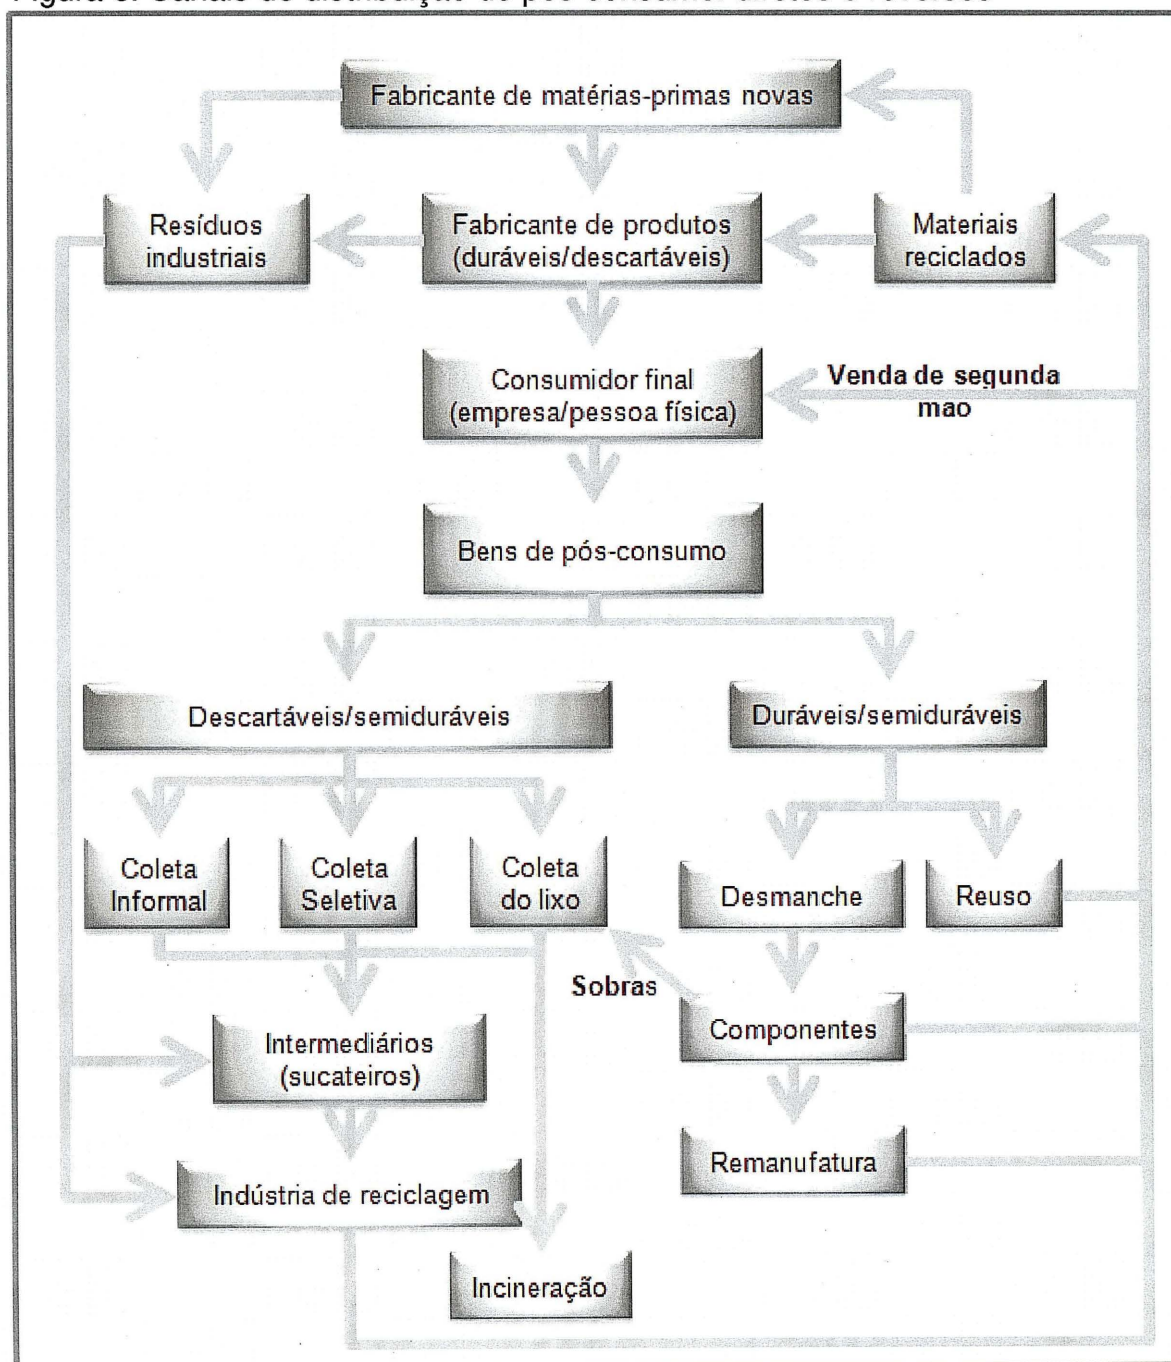 Fabricante de matérias-primas novas
Resíduos
industriais
Fabricante de produtos
(duráveis/descartáveis)
Materiais
reciclados
Consumidor final
(empresa/pessoa física)
Venda de segunda
mao
Bens de pós-consumo
Descartáveis/semiduráveis
Duráveis/semiduráveis
Coleta
Informal
Coleta
Seletiva
Coleta
do lixo
Desmanche
Reuso
Sobras
Componentes
Intermediários
(sucateiros)
Remanufatura
Indústria de reciclagem
Incineração